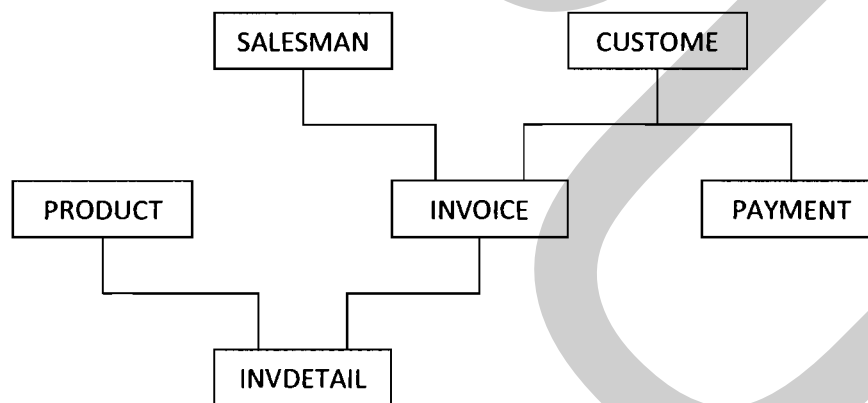 SALESMAN
CUSTOME
PRODUCT
INVOICE
PAYMENT
INVDETAIL